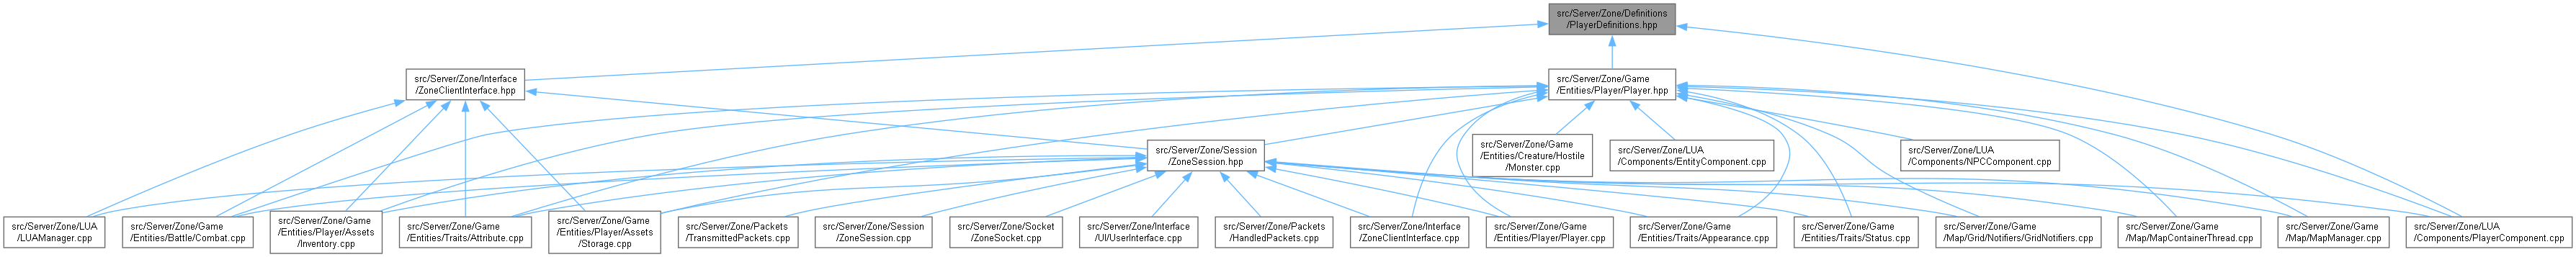 src/Server/Zone/Definitions
/PlayerDefinitions.hpp
src/Server/Zone/Interface
/ZoneClientInterface.hpp
src/Server/Zone/Game
/Entities/Player/Player.hpp
src/Server/Zone/Session
/ZoneSession.hpp
src/Server/Zone/Game
/Entities/Creature/Hostile
/Monster.cpp
src/Server/Zone/LUA
/Components/EntityComponent.cpp
src/Server/Zone/LUA
/Components/NPCComponent.cpp
src/Server/Zone/LUA
/LUAManager.cpp
src/Server/Zone/Game
/Entities/Battle/Combat.cpp
src/Server/Zone/Game
/Entities/Player/Assets
/Inventory.cpp
src/Server/Zone/Game
/Entities/Traits/Attribute.cpp
src/Server/Zone/Game
/Entities/Player/Assets
/Storage.cpp
src/Server/Zone/Packets
/TransmittedPackets.cpp
src/Server/Zone/Session
/ZoneSession.cpp
src/Server/Zone/Socket
/ZoneSocket.cpp
src/Server/Zone/Interface
/UI/UserInterface.cpp
src/Server/Zone/Packets
/HandledPackets.cpp
src/Server/Zone/Interface
/ZoneClientInterface.cpp
src/Server/Zone/Game
/Entities/Player/Player.cpp
src/Server/Zone/Game
/Entities/Traits/Appearance.cpp
src/Server/Zone/Game
/Entities/Traits/Status.cpp
src/Server/Zone/Game
/Map/Grid/Notifiers/GridNotifiers.cpp
src/Server/Zone/Game
/Map/MapContainerThread.cpp
src/Server/Zone/Game
/Map/MapManager.cpp
src/Server/Zone/LUA
/Components/PlayerComponent.cpp